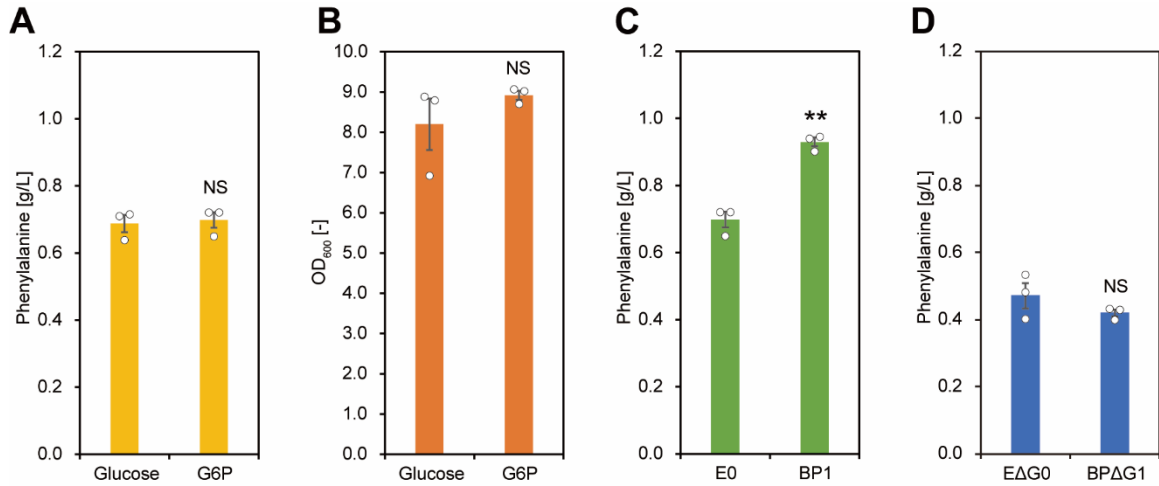 A
Phenylalanine [g/L]
1.2
1.0
0.8
0.6
0.4
0.2
0.0
NS
Glucose G6P
B
OD₆₀₀ [-]
10.0
9.0
8.0
7.0
6.0
5.0
4.0
3.0
2.0
1.0
0.0
NS
Glucose G6P
C
Phenylalanine [g/L]
1.2
1.0
0.8
0.6
0.4
0.2
0.0
**
E0 BP1
D
Phenylalanine [g/L]
1.2
1.0
0.8
0.6
0.4
0.2
0.0
NS
EΔG0 BPΔG1